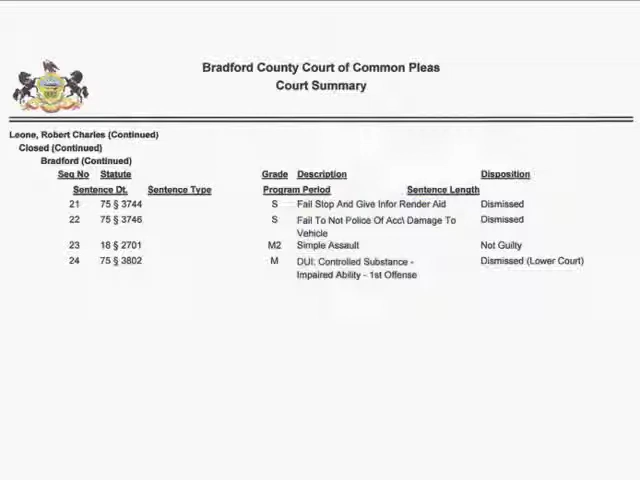 Bradford County Court of Common Pleas
Court Summary
Leone, Robert Charles (Continued)
Closed (Continued)
Bradford (Continued)
Seq No Statute Grade Description Disposition
Sentence Dt. Sentence Type Program Period Sentence Length
21 75 § 3744 S Fail Stop And Give Infor Render Aid Dismissed
22 75 § 3746 S Fail To Not Police Of Acc\ Damage To Dismissed
Vehicle
23 18 § 2701 M2 Simple Assault Not Guilty
24 75 § 3802 M DUI: Controlled Substance - Dismissed (Lower Court)
Impaired Ability - 1st Offense